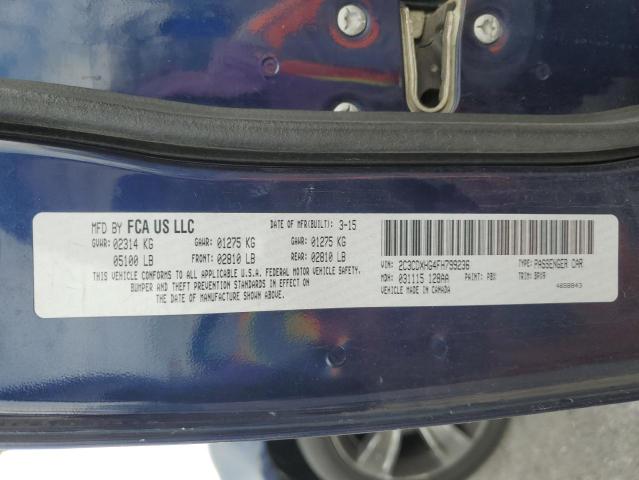 MFD BY FCA US LLC DATE OF MFR(BUILT): 3-15
GVWR: 02314 KG GAWR: 01275 KG GAWR: 01275 KG
05100 LB FRONT: 02810 LB REAR: 02810 LB
THIS VEHICLE CONFORMS TO ALL APPLICABLE U.S.A. FEDERAL MOTOR VEHICLE SAFETY,
BUMPER AND THEFT PREVENTION STANDARDS IN EFFECT ON
THE DATE OF MANUFACTURE SHOWN ABOVE.
VIN: 2C3CDXHG4FH799236 TYPE: PASSENGER CAR
MDH: 031115 128AA PAINT: PBX TRIM: BPX9
VEHICLE MADE IN CANADA 4658843